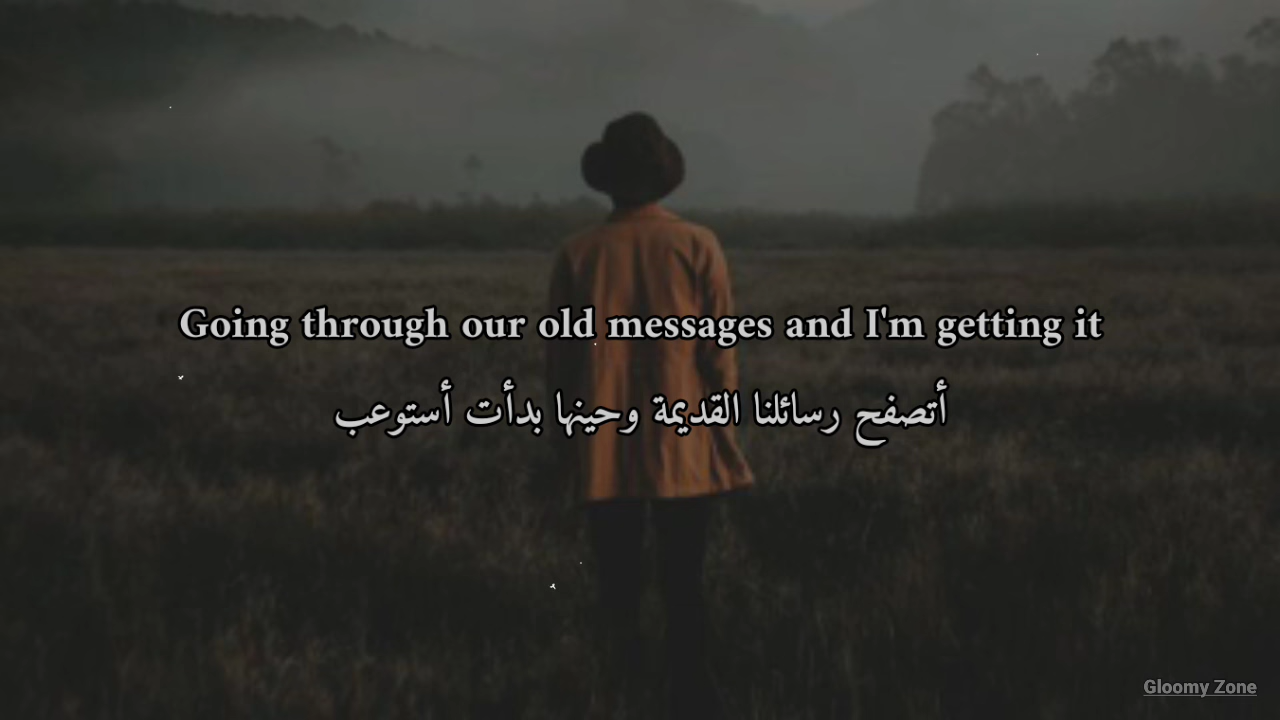 Going through our old messages and I'm getting it
أتصفح رسائلنا القديمة وحينها بدأت أستوعب
Gloomy Zone